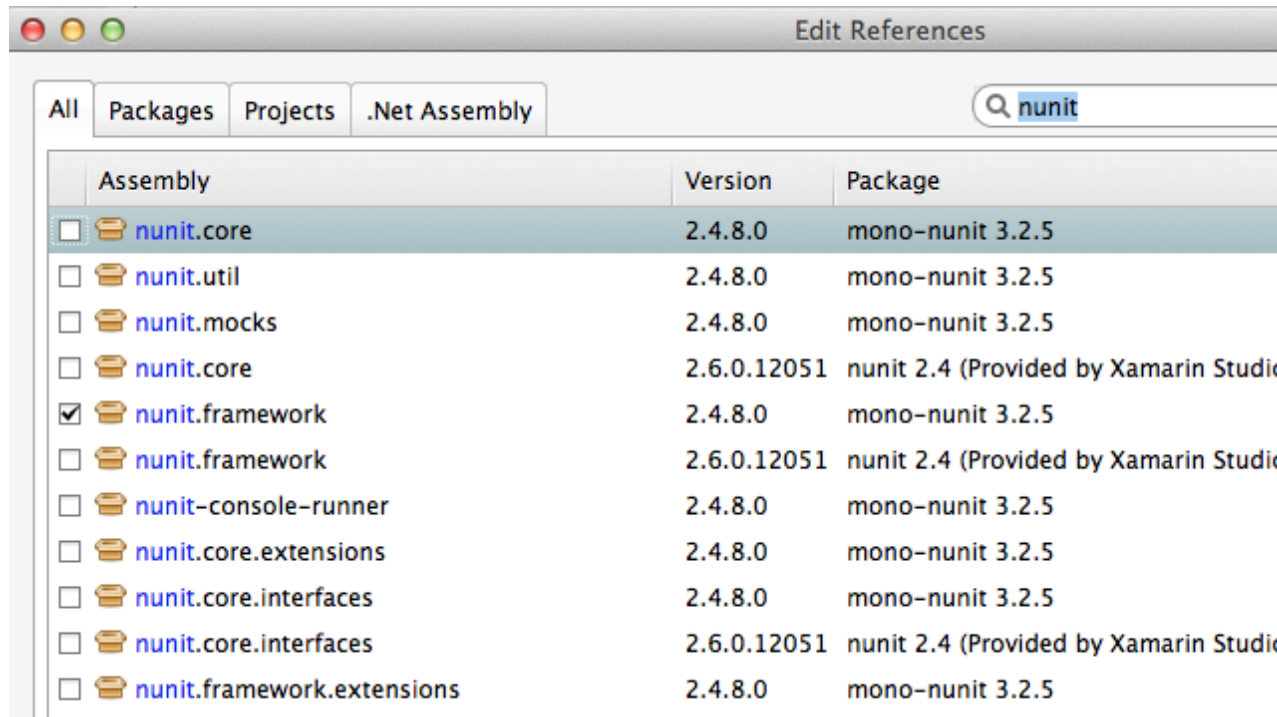 Edit References
All Packages Projects .Net Assembly nunit
Assembly Version Package
nunit.core 2.4.8.0 mono-nunit 3.2.5
nunit.util 2.4.8.0 mono-nunit 3.2.5
nunit.mocks 2.4.8.0 mono-nunit 3.2.5
nunit.core 2.6.0.12051 nunit 2.4 (Provided by Xamarin Studio
nunit.framework 2.4.8.0 mono-nunit 3.2.5
nunit.framework 2.6.0.12051 nunit 2.4 (Provided by Xamarin Studio
nunit-console-runner 2.4.8.0 mono-nunit 3.2.5
nunit.core.extensions 2.4.8.0 mono-nunit 3.2.5
nunit.core.interfaces 2.4.8.0 mono-nunit 3.2.5
nunit.core.interfaces 2.6.0.12051 nunit 2.4 (Provided by Xamarin Studio
nunit.framework.extensions 2.4.8.0 mono-nunit 3.2.5